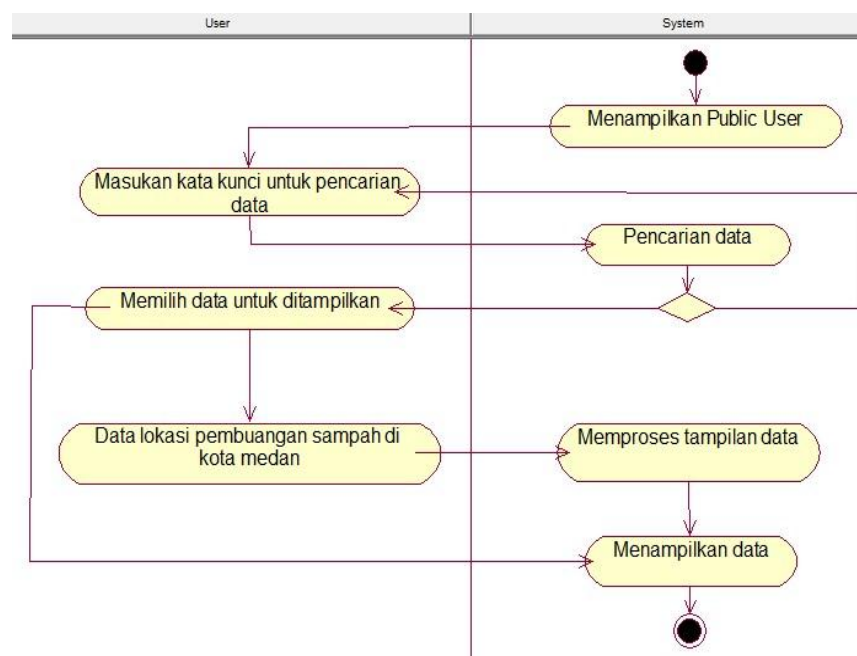 User
System
Menampilkan Public User
Masukan kata kunci untuk pencarian
data
Pencarian data
Memilih data untuk ditampilkan
Data lokasi pembuangan sampah di
kota medan
Memproses tampilan data
Menampilkan data